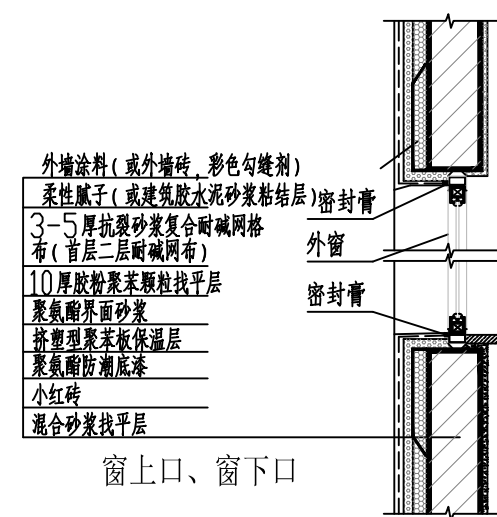 外墙涂料(或外墙砖,彩色勾缝剂)
柔性腻子(或建筑胶水泥砂浆粘结层)
密封膏
3-5厚抗裂砂浆复合耐碱网格
布(首层二层耐碱网布)
外窗
10厚胶粉聚苯颗粒找平层
密封膏
聚氨酯界面砂浆
挤塑型聚苯板保温层
聚氨酯防潮底漆
小红砖
混合砂浆找平层
窗上口、窗下口